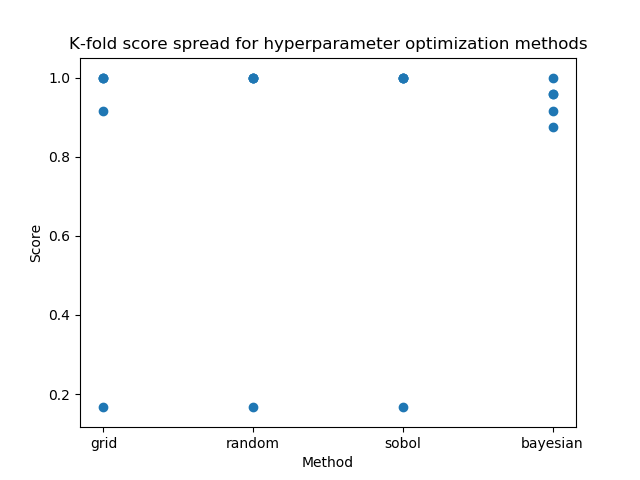 K-fold score spread for hyperparameter optimization methods
1.0
0.8
0.6
0.4
0.2
Score
grid random sobol bayesian
Method